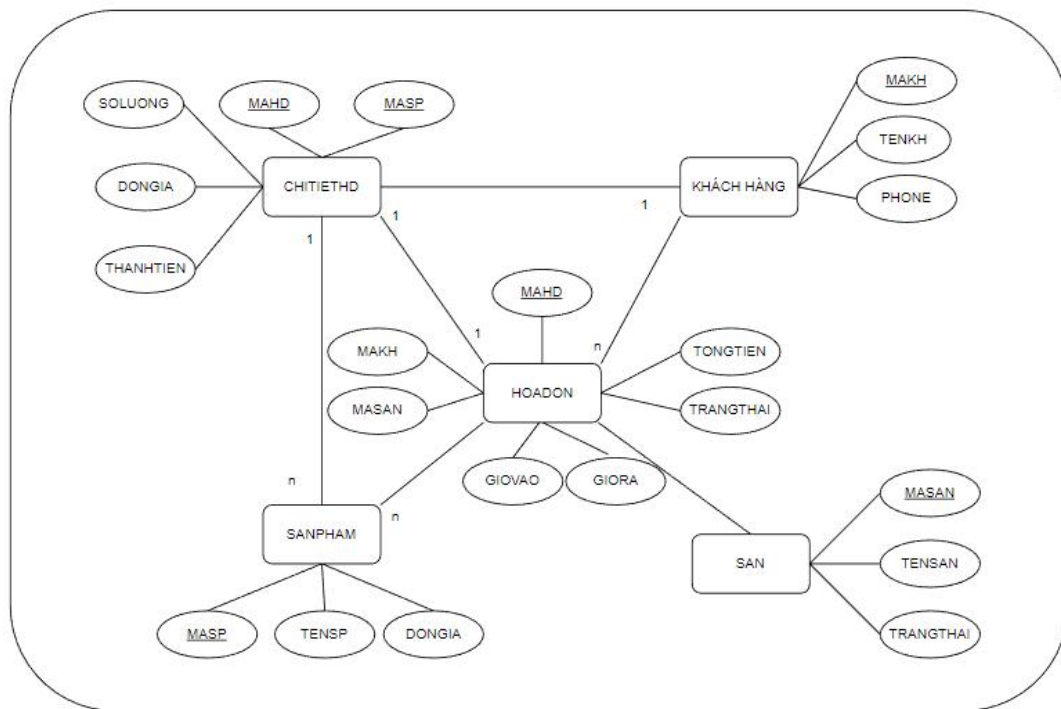 MAKH
SOLUONG
MAHD
MASP
TENKH
DONGIA
CHITIETHD
KHÁCH HÀNG
PHONE
1
1
1
THANHTIEN
MAHD
1
n
MAKH
TONGTIEN
HOADON
MASAN
TRANGTHAI
n
GIOVAO
GIORA
MASAN
n
SANPHAM
SAN
TENSAN
MASP
TENSP
DONGIA
TRANGTHAI